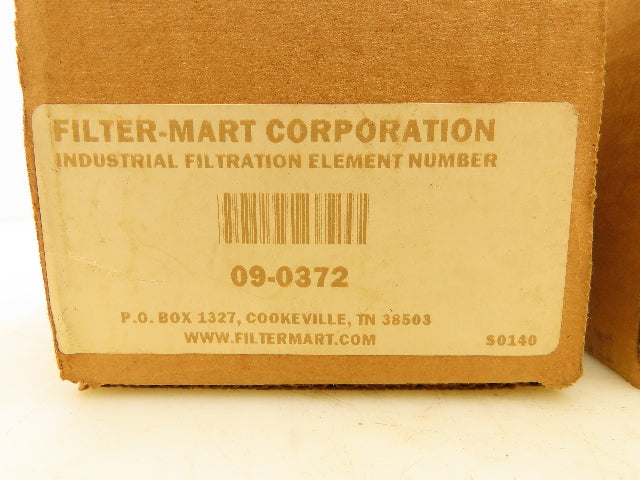 FILTER-MART CORPORATION
INDUSTRIAL FILTRATION ELEMENT NUMBER
09-0372
P.O. BOX 1327, COOKEVILLE, TN 38503
WWW.FILTERMART.COM
S0140